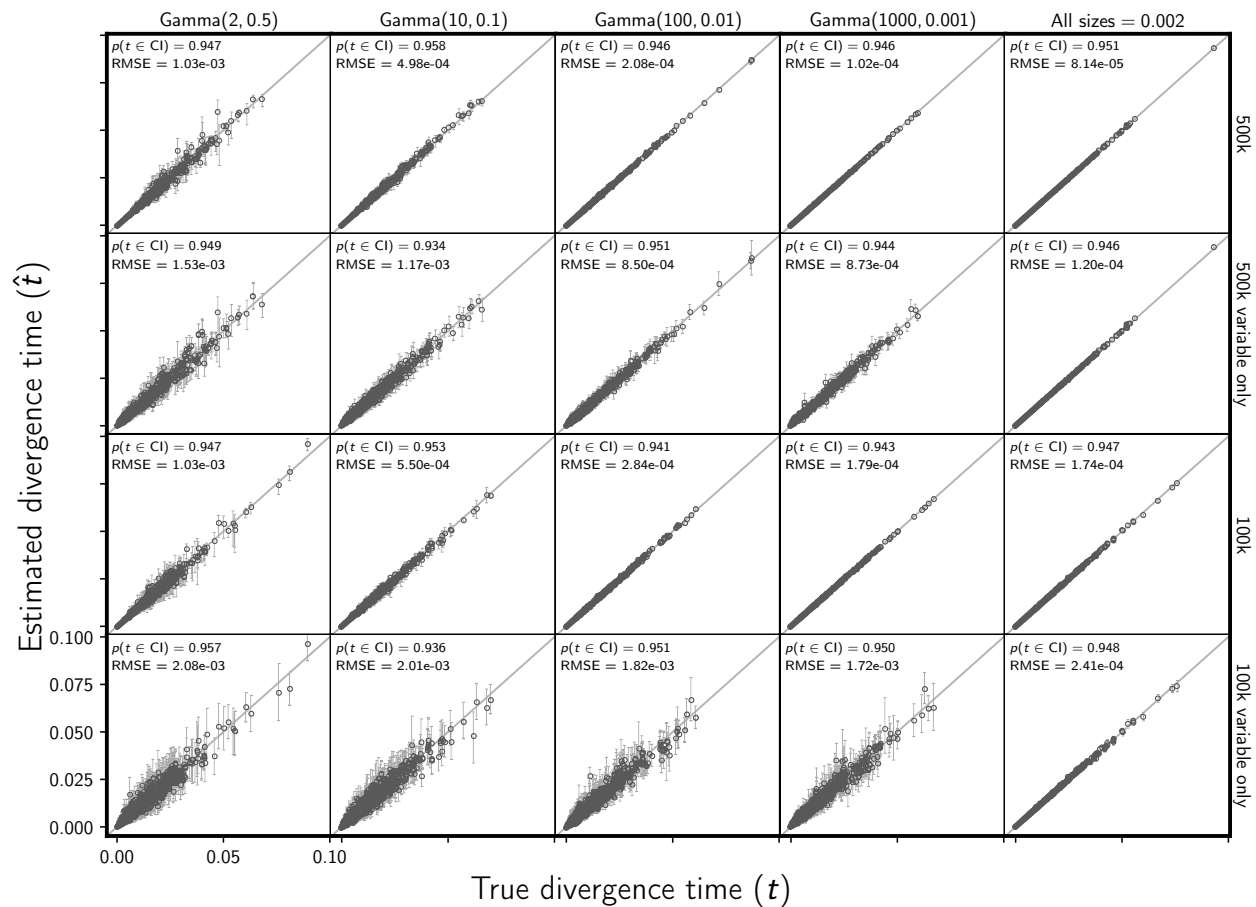 Gamma(2, 0.5) Gamma(10, 0.1) Gamma(100, 0.01) Gamma(1000, 0.001) All sizes = 0.002
p(t ∈ CI) = 0.947 p(t ∈ CI) = 0.958 p(t ∈ CI) = 0.946 p(t ∈ CI) = 0.946 p(t ∈ CI) = 0.951
RMSE = 1.03e-03 RMSE = 4.98e-04 RMSE = 2.08e-04 RMSE = 1.02e-04 RMSE = 8.14e-05
500k
p(t ∈ CI) = 0.949 p(t ∈ CI) = 0.934 p(t ∈ CI) = 0.951 p(t ∈ CI) = 0.944 p(t ∈ CI) = 0.946
RMSE = 1.53e-03 RMSE = 1.17e-03 RMSE = 8.50e-04 RMSE = 8.73e-04 RMSE = 1.20e-04
500k variable only
p(t ∈ CI) = 0.947 p(t ∈ CI) = 0.953 p(t ∈ CI) = 0.941 p(t ∈ CI) = 0.943 p(t ∈ CI) = 0.947
RMSE = 1.03e-03 RMSE = 5.50e-04 RMSE = 2.84e-04 RMSE = 1.79e-04 RMSE = 1.74e-04
100k
p(t ∈ CI) = 0.957 p(t ∈ CI) = 0.936 p(t ∈ CI) = 0.951 p(t ∈ CI) = 0.950 p(t ∈ CI) = 0.948
RMSE = 2.08e-03 RMSE = 2.01e-03 RMSE = 1.82e-03 RMSE = 1.72e-03 RMSE = 2.41e-04
100k variable only
Estimated divergence time (t̂)
0.100
0.075
0.050
0.025
0.000
0.00 0.05 0.10
True divergence time (t)